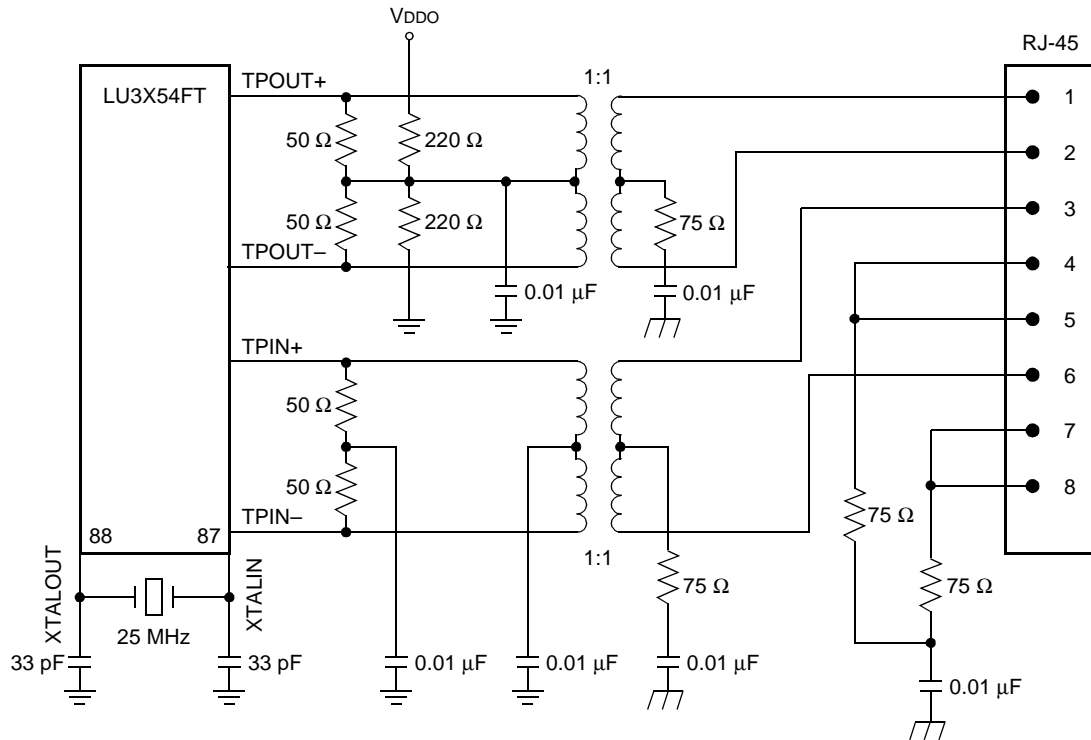 VDDO
RJ-45
LU3X54FT
TPOUT+
1:1
1
50 Ω
220 Ω
2
50 Ω
220 Ω
75 Ω
3
TPOUT–
4
0.01 µF
0.01 µF
5
TPIN+
6
50 Ω
7
50 Ω
8
75 Ω
TPIN–
88
87
1:1
XTALOUT
XTALIN
75 Ω
75 Ω
25 MHz
33 pF
33 pF
0.01 µF
0.01 µF
0.01 µF
0.01 µF